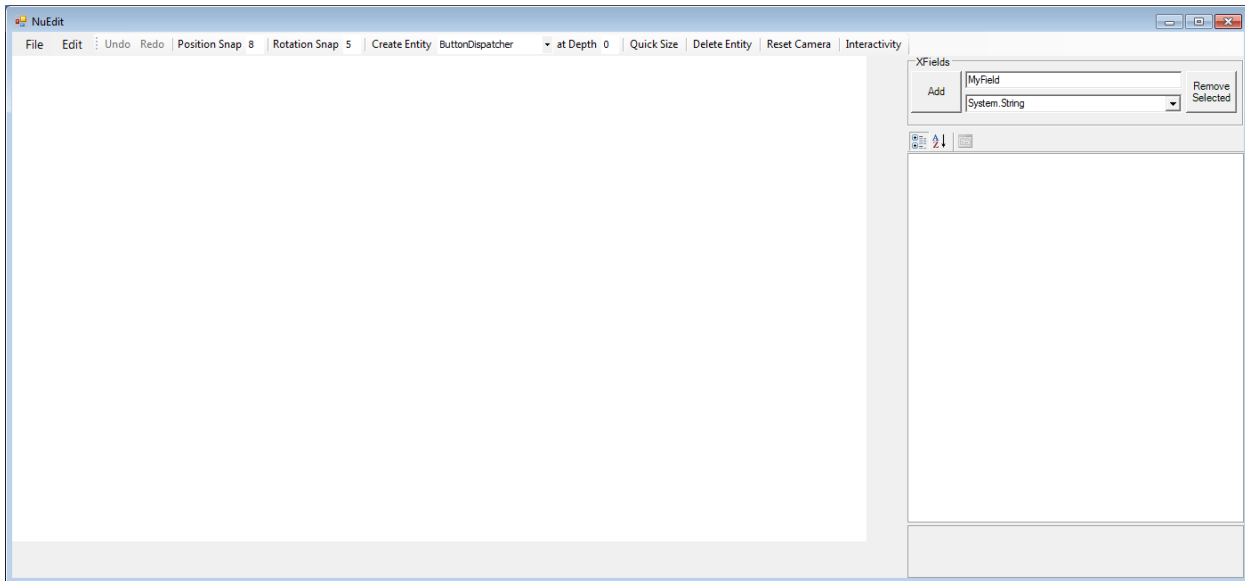 NuEdit
File Edit Undo Redo Position Snap 8 Rotation Snap 5 Create Entity ButtonDispatcher at Depth 0 Quick Size Delete Entity Reset Camera Interactivity
XFields
Add
MyField
System.String
Remove
Selected